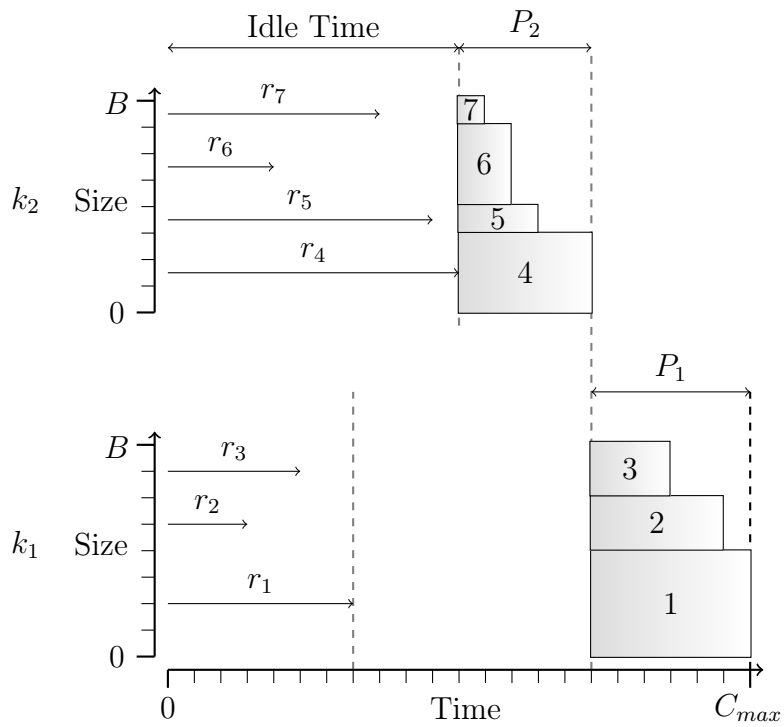 Idle Time P₂
B
r₇ 7
r₆ 6
k₂ Size
r₅ 5
r₄ 4
0
P₁
B
r₃ 3
r₂ 2
k₁ Size
r₁ 1
0
0 Time Cₘₐₓ